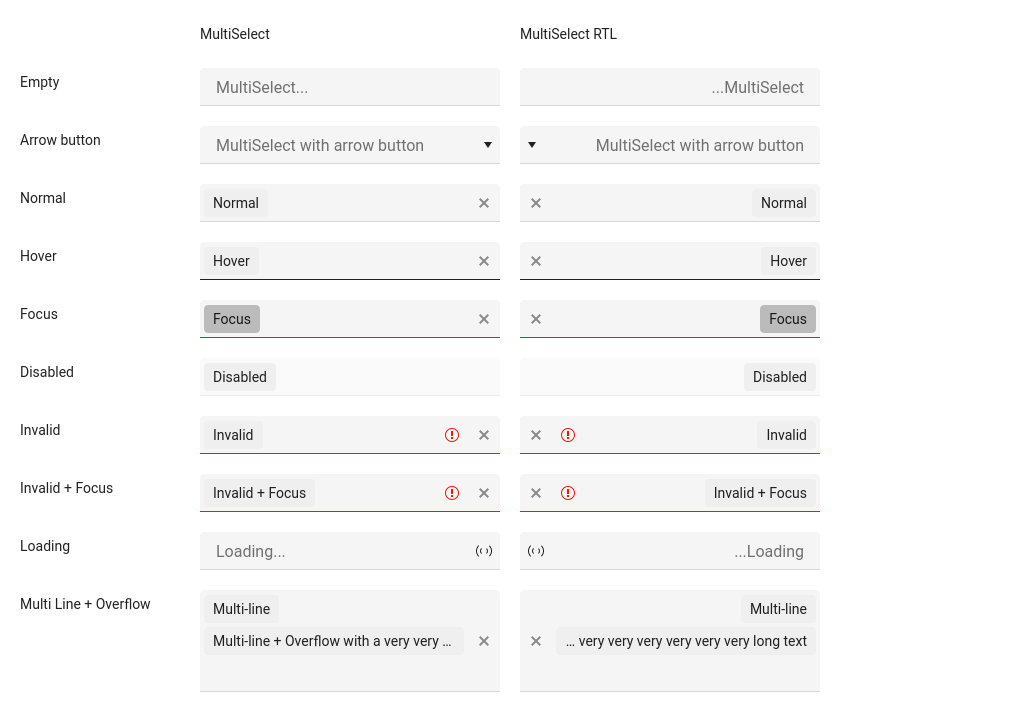 MultiSelect MultiSelect RTL
Empty MultiSelect... ...MultiSelect
Arrow button MultiSelect with arrow button MultiSelect with arrow button
Normal Normal Normal
Hover Hover Hover
Focus Focus Focus
Disabled Disabled Disabled
Invalid Invalid Invalid
Invalid + Focus Invalid + Focus Invalid + Focus
Loading Loading... ...Loading
Multi Line + Overflow Multi-line Multi-line
Multi-line + Overflow with a very very ... ... very very very very very very long text